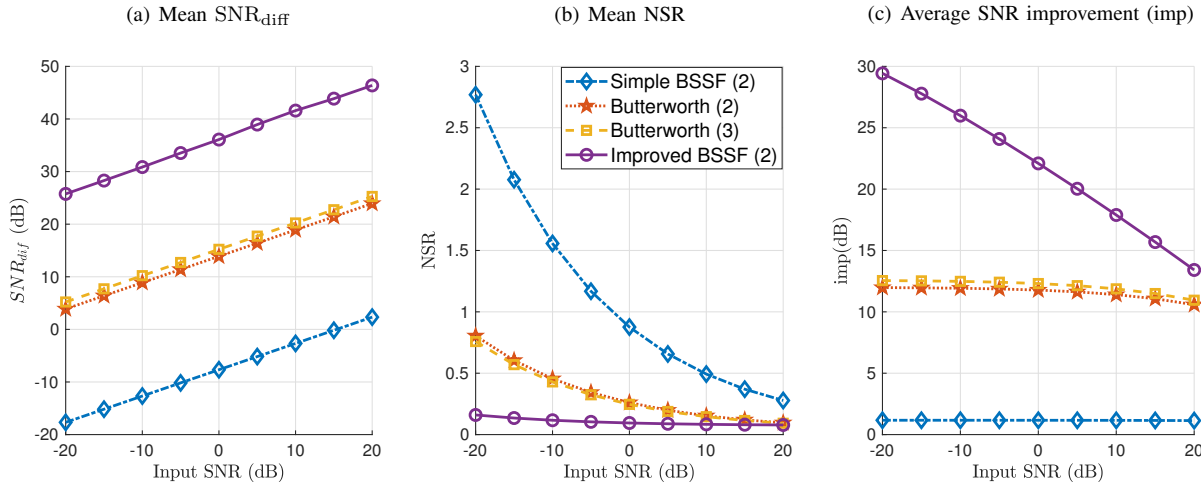 (a) Mean SNR_diff
(b) Mean NSR
(c) Average SNR improvement (imp)
SNR_dif (dB)
50
40
30
20
10
0
-10
-20
-20
-10
0
10
20
Input SNR (dB)
NSR
3
2.5
2
1.5
1
0.5
0
-20
-10
0
10
20
Input SNR (dB)
Simple BSSF (2)
Butterworth (2)
Butterworth (3)
Improved BSSF (2)
imp(dB)
30
25
20
15
10
5
0
-20
-10
0
10
20
Input SNR (dB)